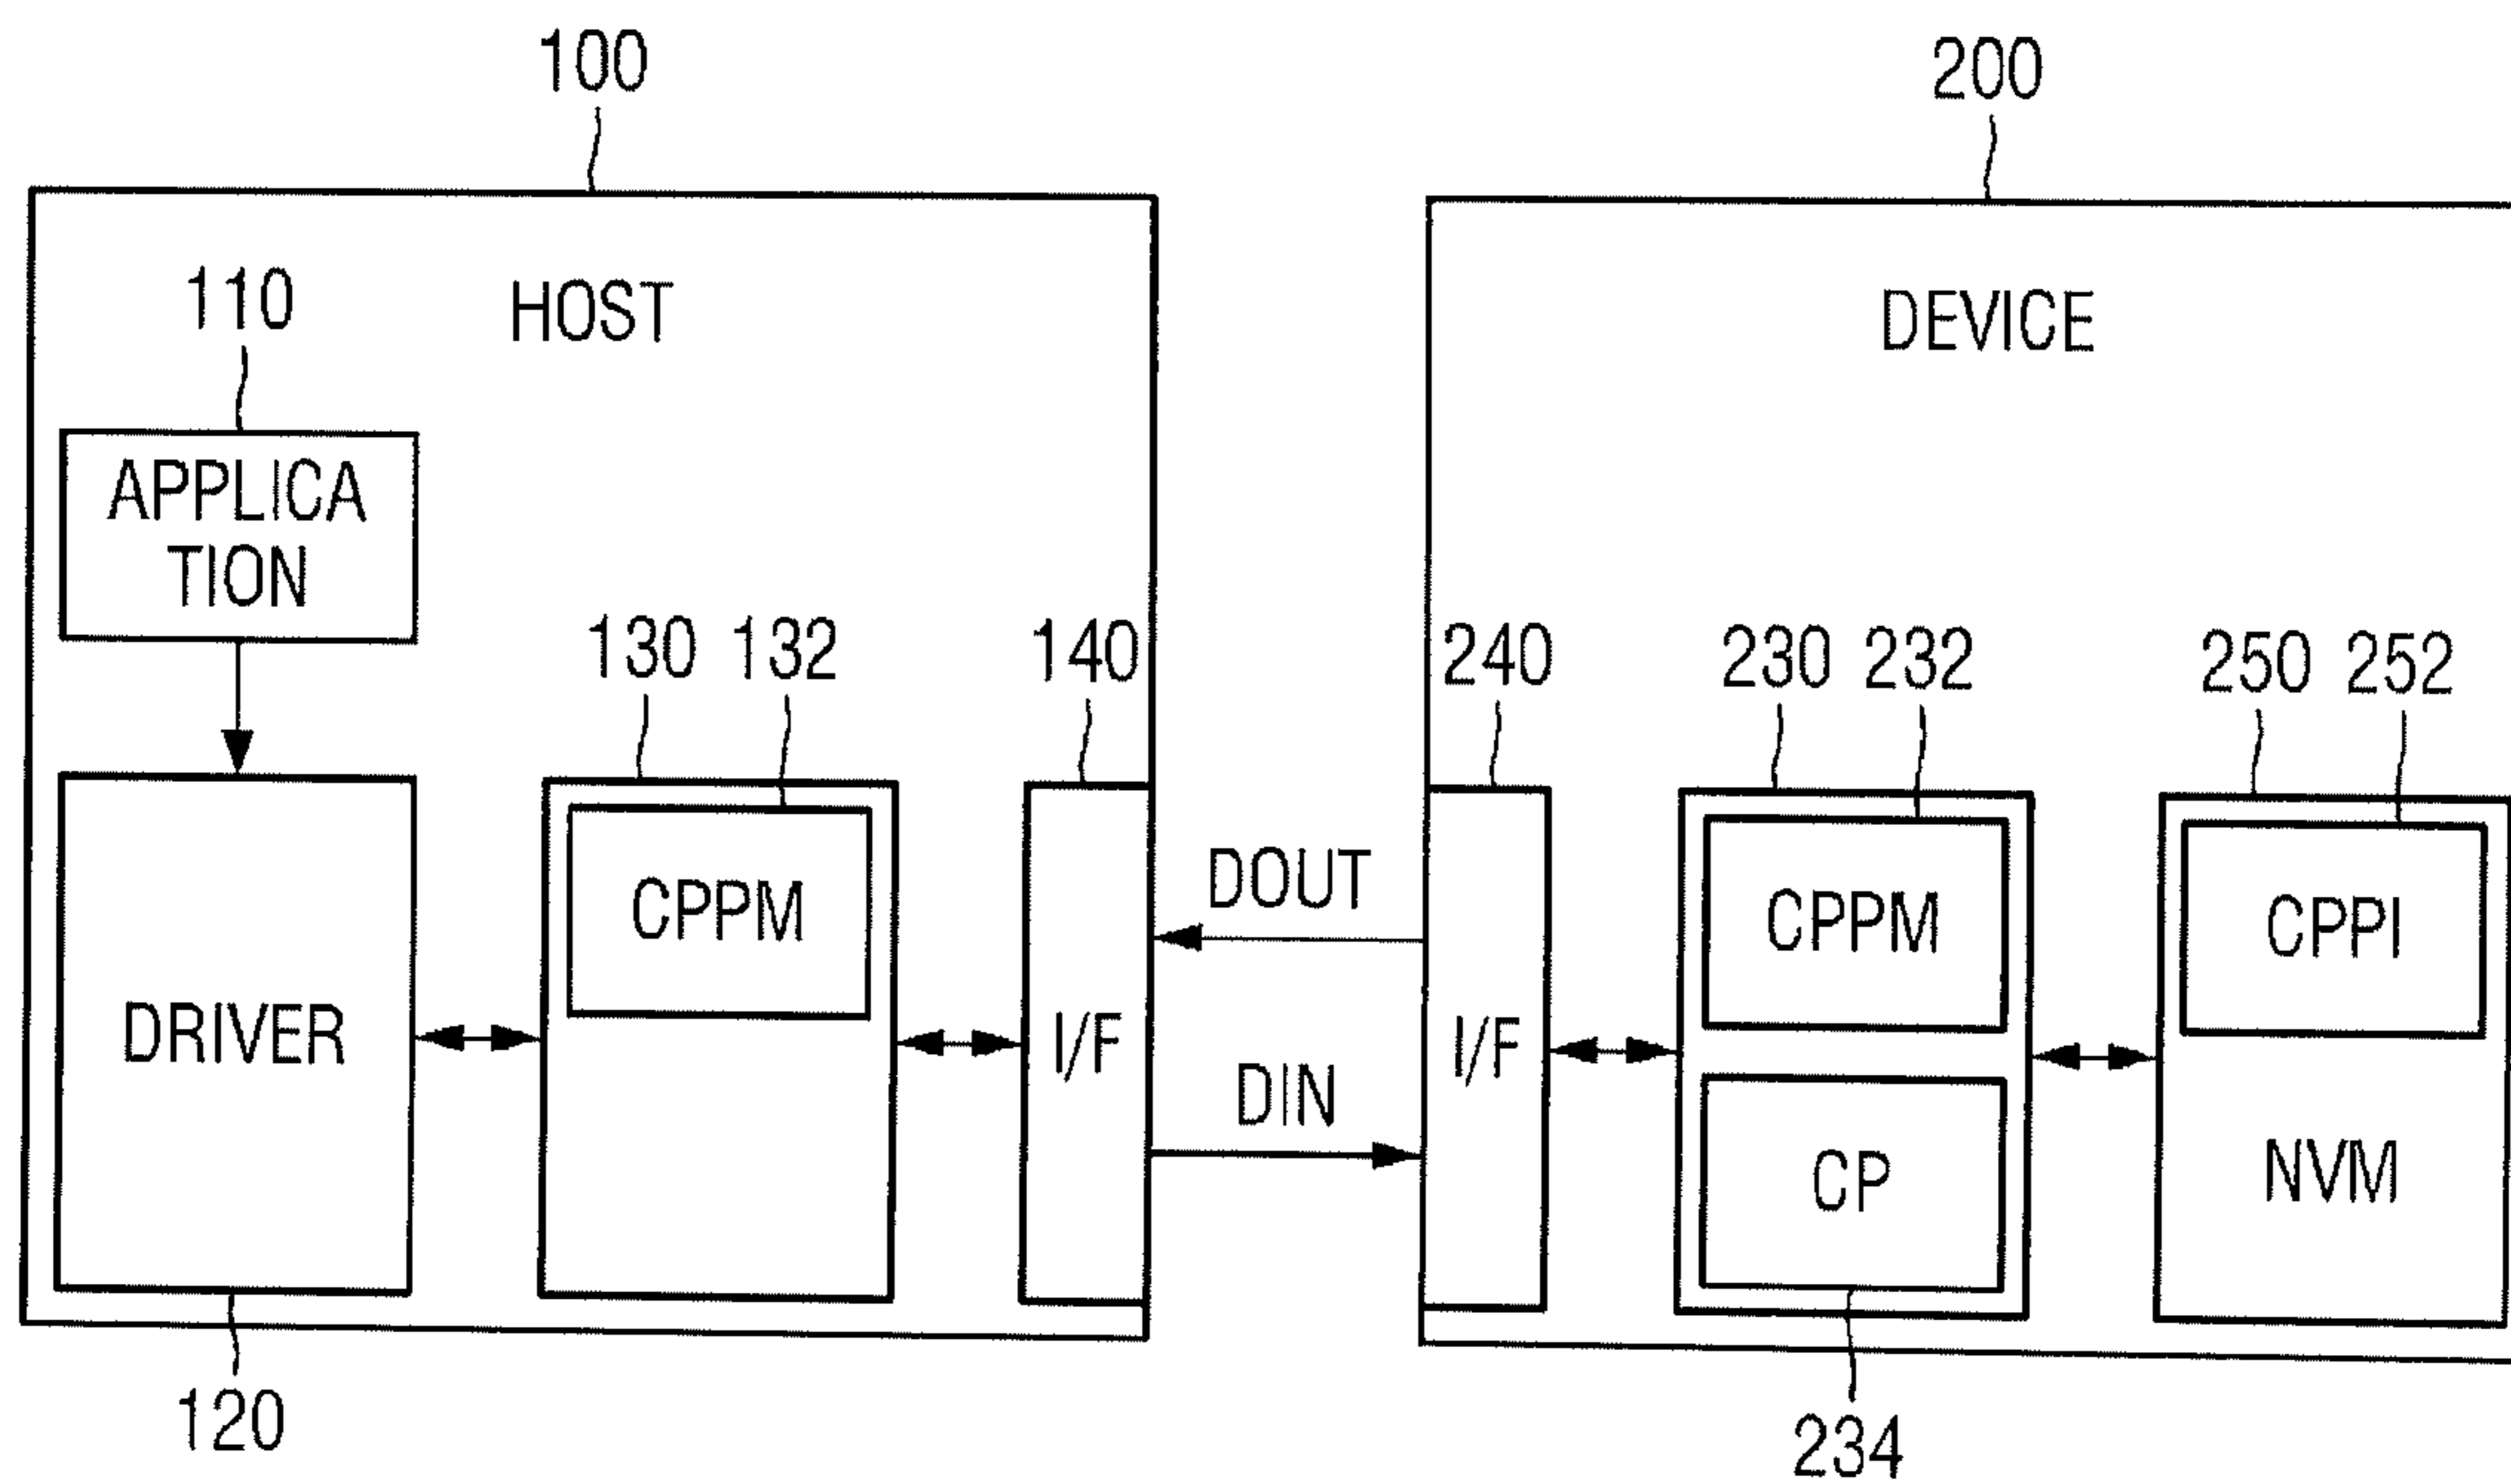 100
200
HOST
DEVICE
110
APPLICA
TION
130
132
140
240
230
232
250
252
DRIVER
CPPM
I/F
DOUT
DIN
I/F
CPPM
CP
CPPI
NVM
120
234